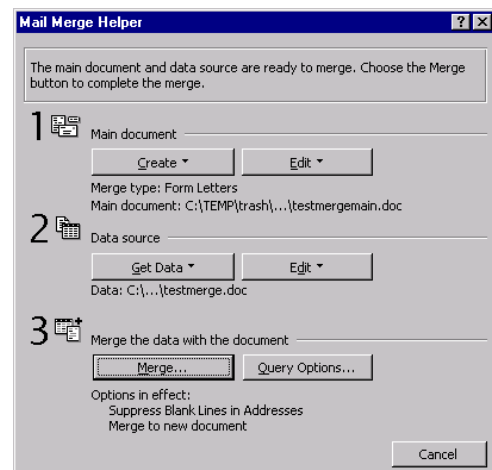 Mail Merge Helper
The main document and data source are ready to merge. Choose the Merge
button to complete the merge.
1 Main document
Create Edit
Merge type: Form Letters
Main document: C:\TEMP\trash\...\testmergemain.doc
2 Data source
Get Data Edit
Data: C:\...\testmerge.doc
3 Merge the data with the document
Merge... Query Options...
Options in effect:
Suppress Blank Lines in Addresses
Merge to new document
Cancel